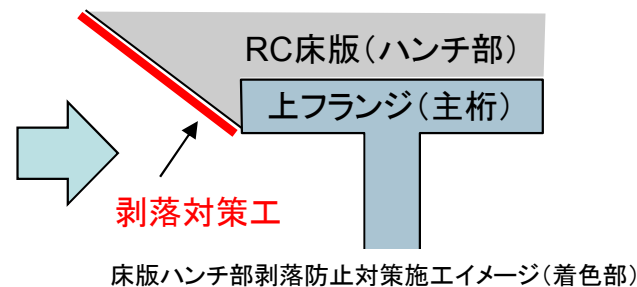 RC床版（ハンチ部）
上フランジ（主桁）
剥落対策工
床版ハンチ部剥落防止対策施工イメージ（着色部）